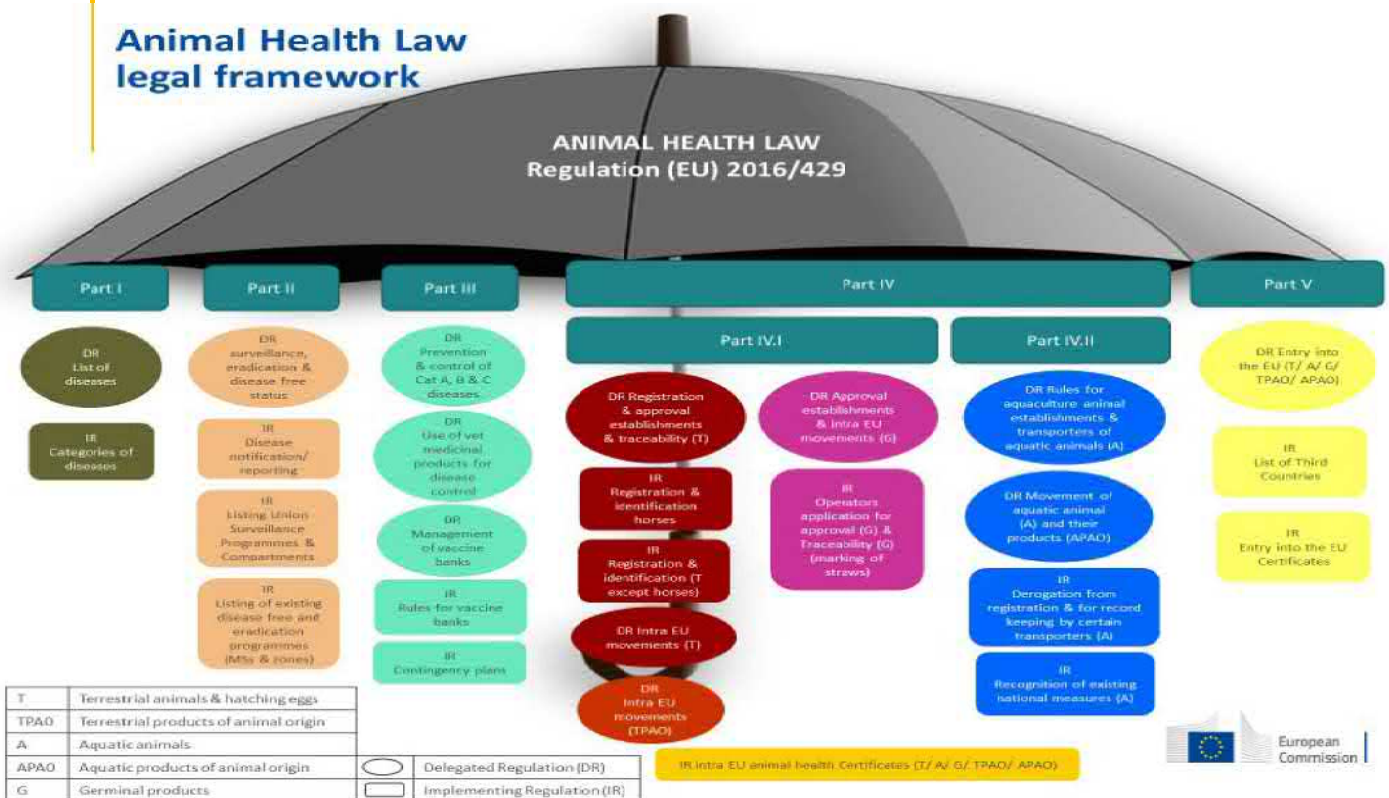 Animal Health Law
legal framework
ANIMAL HEALTH LAW
Regulation (EU) 2016/429
Part I
Part II
Part III
Part IV
Part V
Part IV.I
Part IV.II
DR
List of
diseases
IR
Categories of
diseases
DR
surveillance,
eradication &
disease free
status
IR
Disease
notification/
reporting
IR
Listing Union
Surveillance
Programmes &
Compartments
IR
Listing of existing
disease free and
eradication
programmes
(MSs & zones)
DR
Prevention
& control of
Cat A, B & C
diseases
DR
Use of vet
medicinal
products for
disease
control
DR
Management
of vaccine
banks
IR
Rules for vaccine
banks
IR
Contingency plans
DR Registration
& approval
establishments
& traceability (T)
IR
Registration &
identification
horses
IR
Registration &
identification (T
except horses)
DR Intra EU
movements (T)
DR
Intra EU
movements
(TPAO)
DR Approval
establishments
& intra EU
movements (G)
IR
Operators
application for
approval (G) &
Traceability (G)
(marking of
straws)
DR Rules for
aquaculture animal
establishments &
transporters of
aquatic animals (A)
DR Movement of
aquatic animal
(A) and their
products (APAO)
IR
Derogation from
registration & for record
keeping by certain
transporters (A)
IR
Recognition of existing
national measures (A)
DR Entry into
the EU (T/ A/ G/
TPAO/ APAO)
IR
List of Third
Countries
IR
Entry into the EU
Certificates
IR intra EU animal health Certificates (T/ A/ G/ TPAO/ APAO)
T Terrestrial animals & hatching eggs
TPAO Terrestrial products of animal origin
A Aquatic animals
APAO Aquatic products of animal origin
G Germinal products
Delegated Regulation (DR)
Implementing Regulation (IR)
European
Commission